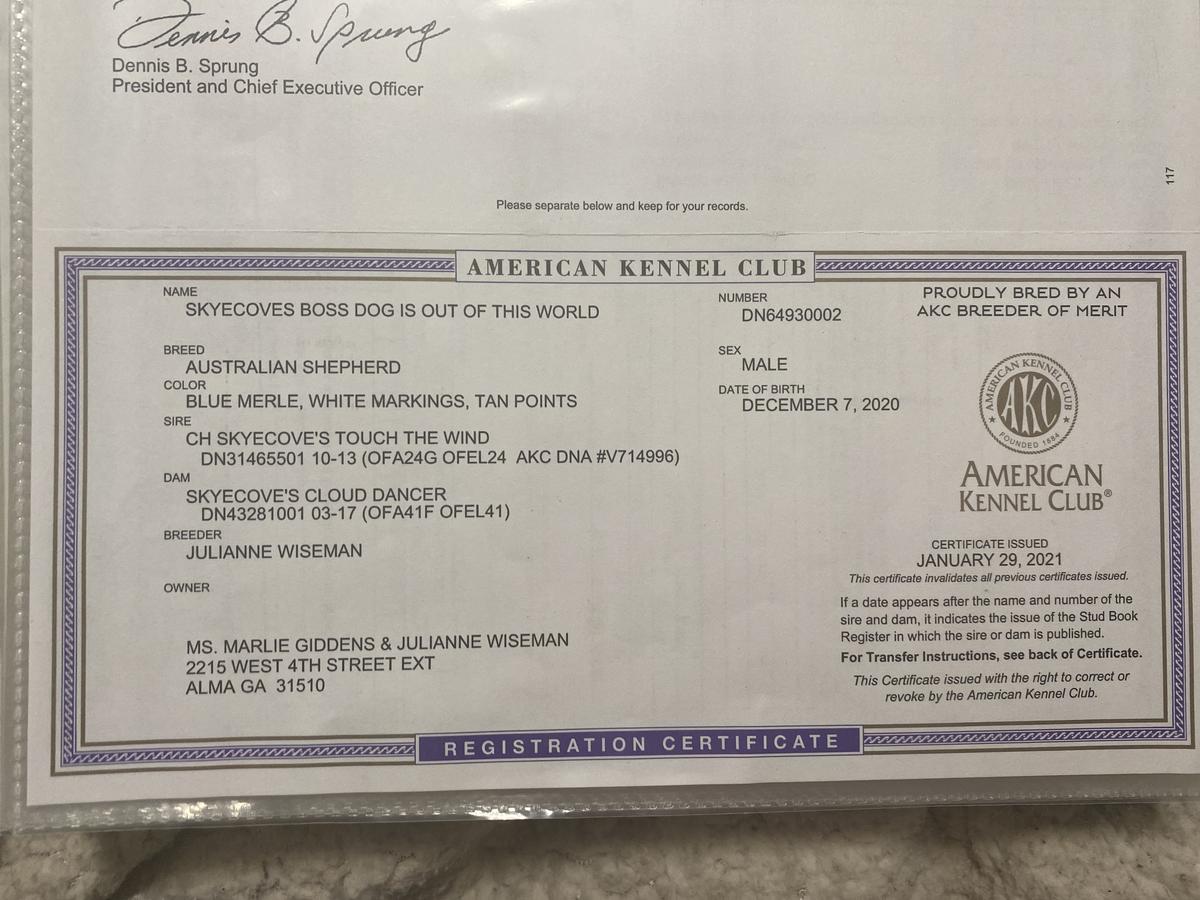 Dennis B. Sprung
Dennis B. Sprung
President and Chief Executive Officer
117
Please separate below and keep for your records.
AMERICAN KENNEL CLUB
NAME
SKYECOVES BOSS DOG IS OUT OF THIS WORLD
BREED
AUSTRALIAN SHEPHERD
COLOR
BLUE MERLE, WHITE MARKINGS, TAN POINTS
SIRE
CH SKYECOVE'S TOUCH THE WIND
DN31465501 10-13 (OFA24G OFEL24 AKC DNA #V714996)
DAM
SKYECOVE'S CLOUD DANCER
DN43281001 03-17 (OFA41F OFEL41)
BREEDER
JULIANNE WISEMAN
OWNER
MS. MARLIE GIDDENS & JULIANNE WISEMAN
2215 WEST 4TH STREET EXT
ALMA GA 31510
NUMBER
DN64930002
SEX
MALE
DATE OF BIRTH
DECEMBER 7, 2020
PROUDLY BRED BY AN
AKC BREEDER OF MERIT
AMERICAN KENNEL CLUB
AKC
FOUNDED 1884
AMERICAN
KENNEL CLUB®
CERTIFICATE ISSUED
JANUARY 29, 2021
This certificate invalidates all previous certificates issued.
If a date appears after the name and number of the
sire and dam, it indicates the issue of the Stud Book
Register in which the sire or dam is published.
For Transfer Instructions, see back of Certificate.
This Certificate issued with the right to correct or
revoke by the American Kennel Club.
REGISTRATION CERTIFICATE